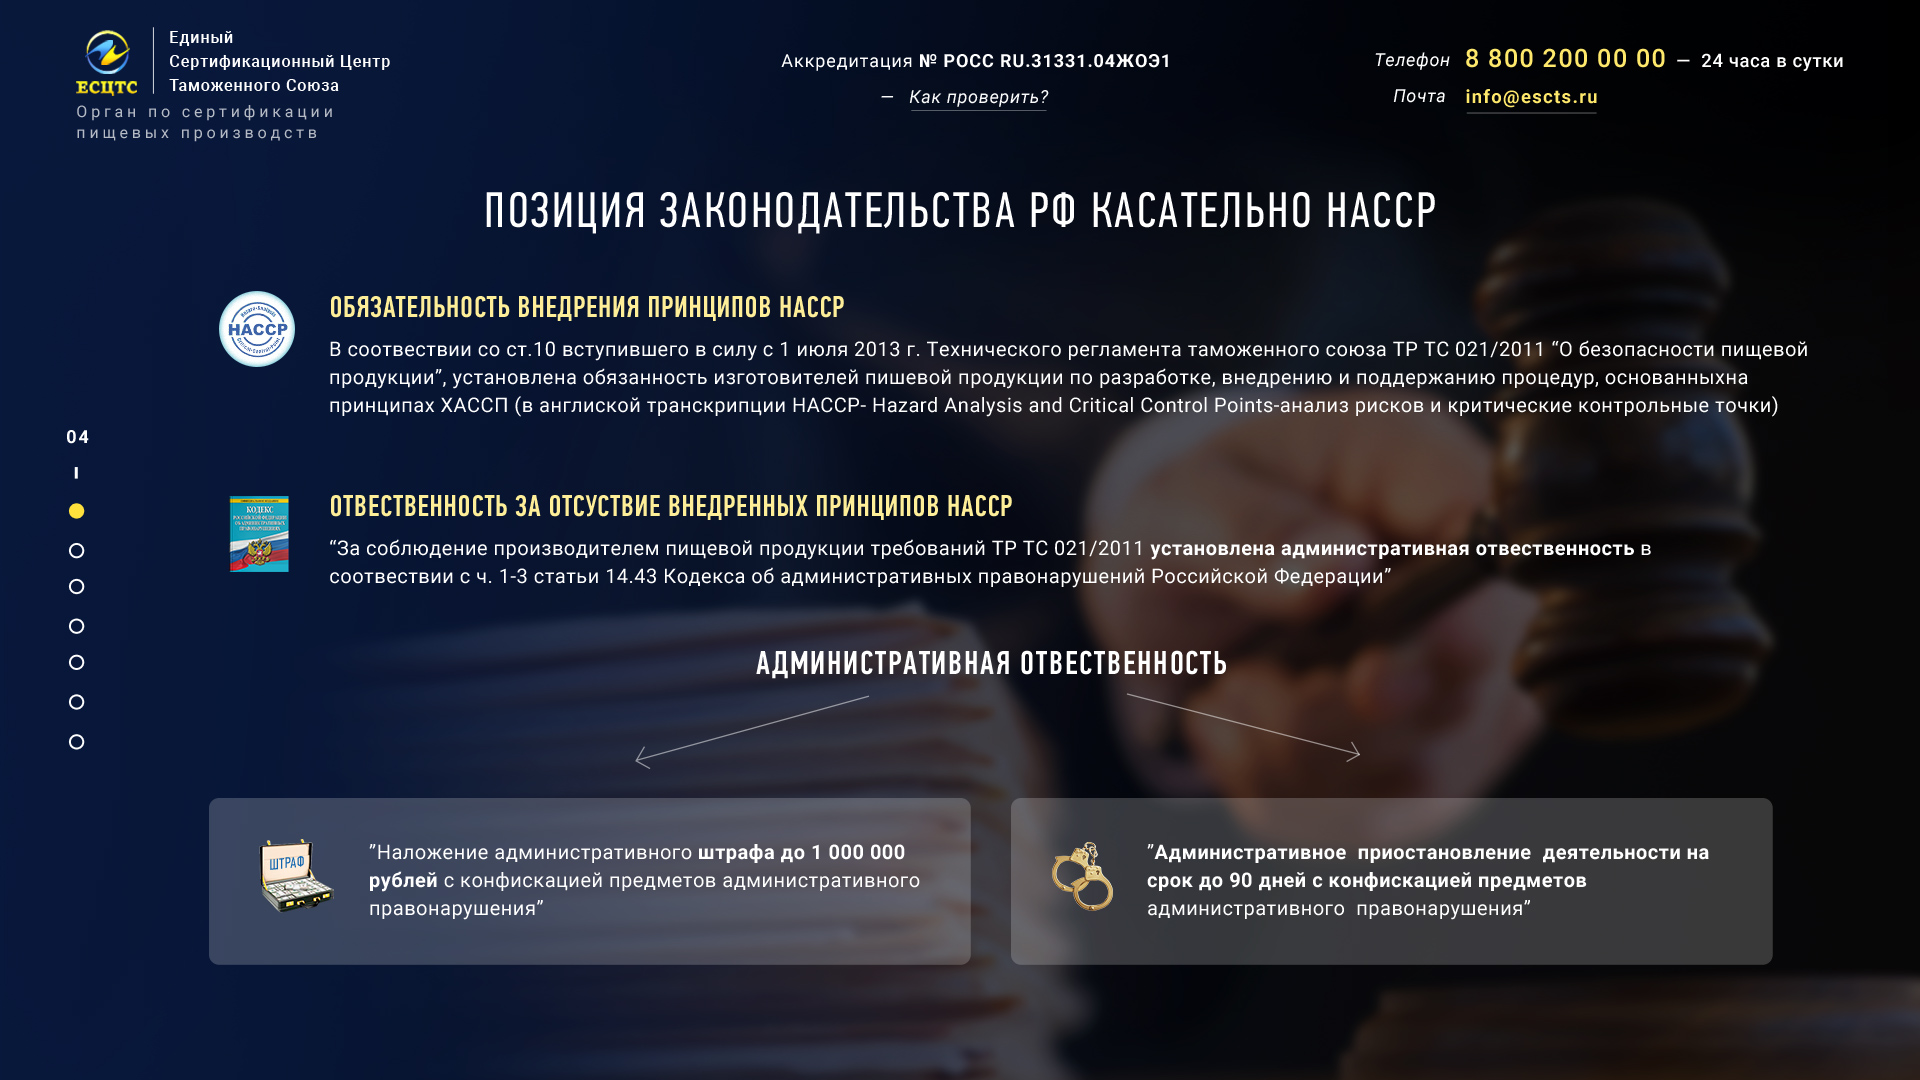 Единый
Сертификационный Центр
Таможенного Союза
ЕСЦТС
Орган по сертификации
пищевых производств
Аккредитация № РОСС RU.31331.04ЖОЭ1
— Как проверить?
Телефон 8 800 200 00 00 — 24 часа в сутки
Почта info@escts.ru
ПОЗИЦИЯ ЗАКОНОДАТЕЛЬСТВА РФ КАСАТЕЛЬНО HACCP
HACCP
ОБЯЗАТЕЛЬНОСТЬ ВНЕДРЕНИЯ ПРИНЦИПОВ HACCP
В соотвествии со ст.10 вступившего в силу с 1 июля 2013 г. Технического регламента таможенного союза ТР ТС 021/2011 “О безопасности пищевой
продукции”, установлена обязанность изготовителей пишевой продукции по разработке, внедрению и поддержанию процедур, основанныхна
принципах ХАССП (в англиской транскрипции HACCP- Hazard Analysis and Critical Control Points-анализ рисков и критические контрольные точки)
04
КОДЕКС
ОТВЕСТВЕННОСТЬ ЗА ОТСУСТВИЕ ВНЕДРЕННЫХ ПРИНЦИПОВ HACCP
“За соблюдение производителем пищевой продукции требований ТР ТС 021/2011 установлена административная отвественность в
соотвествии с ч. 1-3 статьи 14.43 Кодекса об административных правонарушений Российской Федерации”
АДМИНИСТРАТИВНАЯ ОТВЕСТВЕННОСТЬ
ШТРАФ
”Наложение административного штрафа до 1 000 000
рублей с конфискацией предметов административного
правонарушения”
”Административное приостановление деятельности на
срок до 90 дней с конфискацией предметов
административного правонарушения”